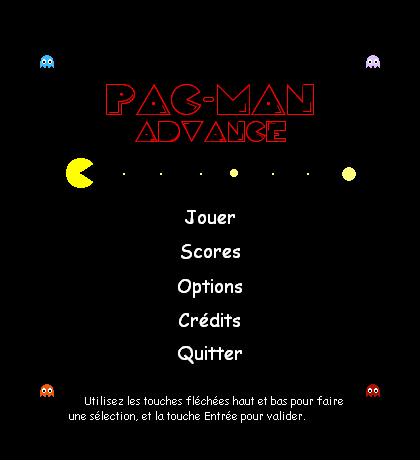 PAC-MAN
ADVANCE
Jouer
Scores
Options
Crédits
Quitter
Utilisez les touches fléchées haut et bas pour faire
une sélection, et la touche Entrée pour valider.